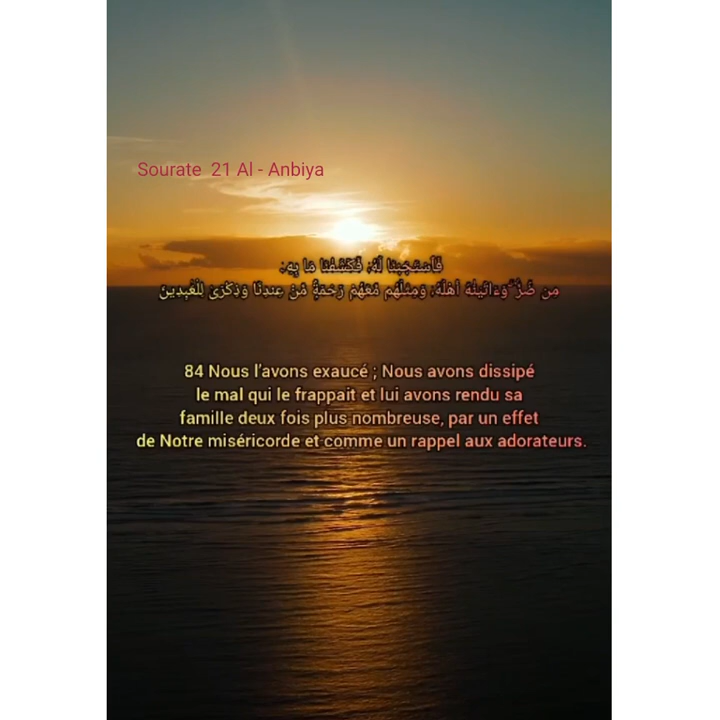 Sourate 21 Al - Anbiya
فَٱسْتَجَبْنَا لَهُۥ فَكَشَفْنَا مَا بِهِۦ
مِن ضُرٍّ ۖ وَءَاتَيْنَٰهُ أَهْلَهُۥ وَمِثْلَهُم مَّعَهُمْ رَحْمَةً مِّنْ عِندِنَا وَذِكْرَىٰ لِلْعَٰبِدِينَ
84 Nous l'avons exaucé ; Nous avons dissipé
le mal qui le frappait et lui avons rendu sa
famille deux fois plus nombreuse, par un effet
de Notre miséricorde et comme un rappel aux adorateurs.